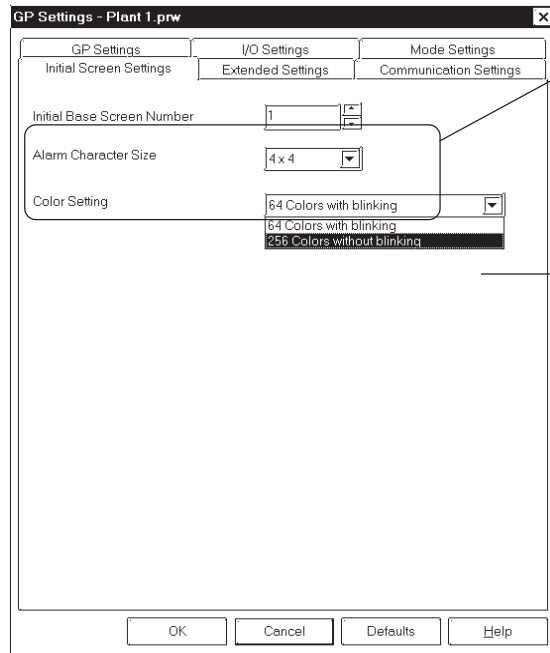 GP Settings - Plant 1.prw
GP Settings I/O Settings Mode Settings
Initial Screen Settings Extended Settings Communication Settings
Initial Base Screen Number 1
Alarm Character Size 4 x 4
Color Setting 64 Colors with blinking
64 Colors with blinking
256 Colors without blinking
OK Cancel Defaults Help